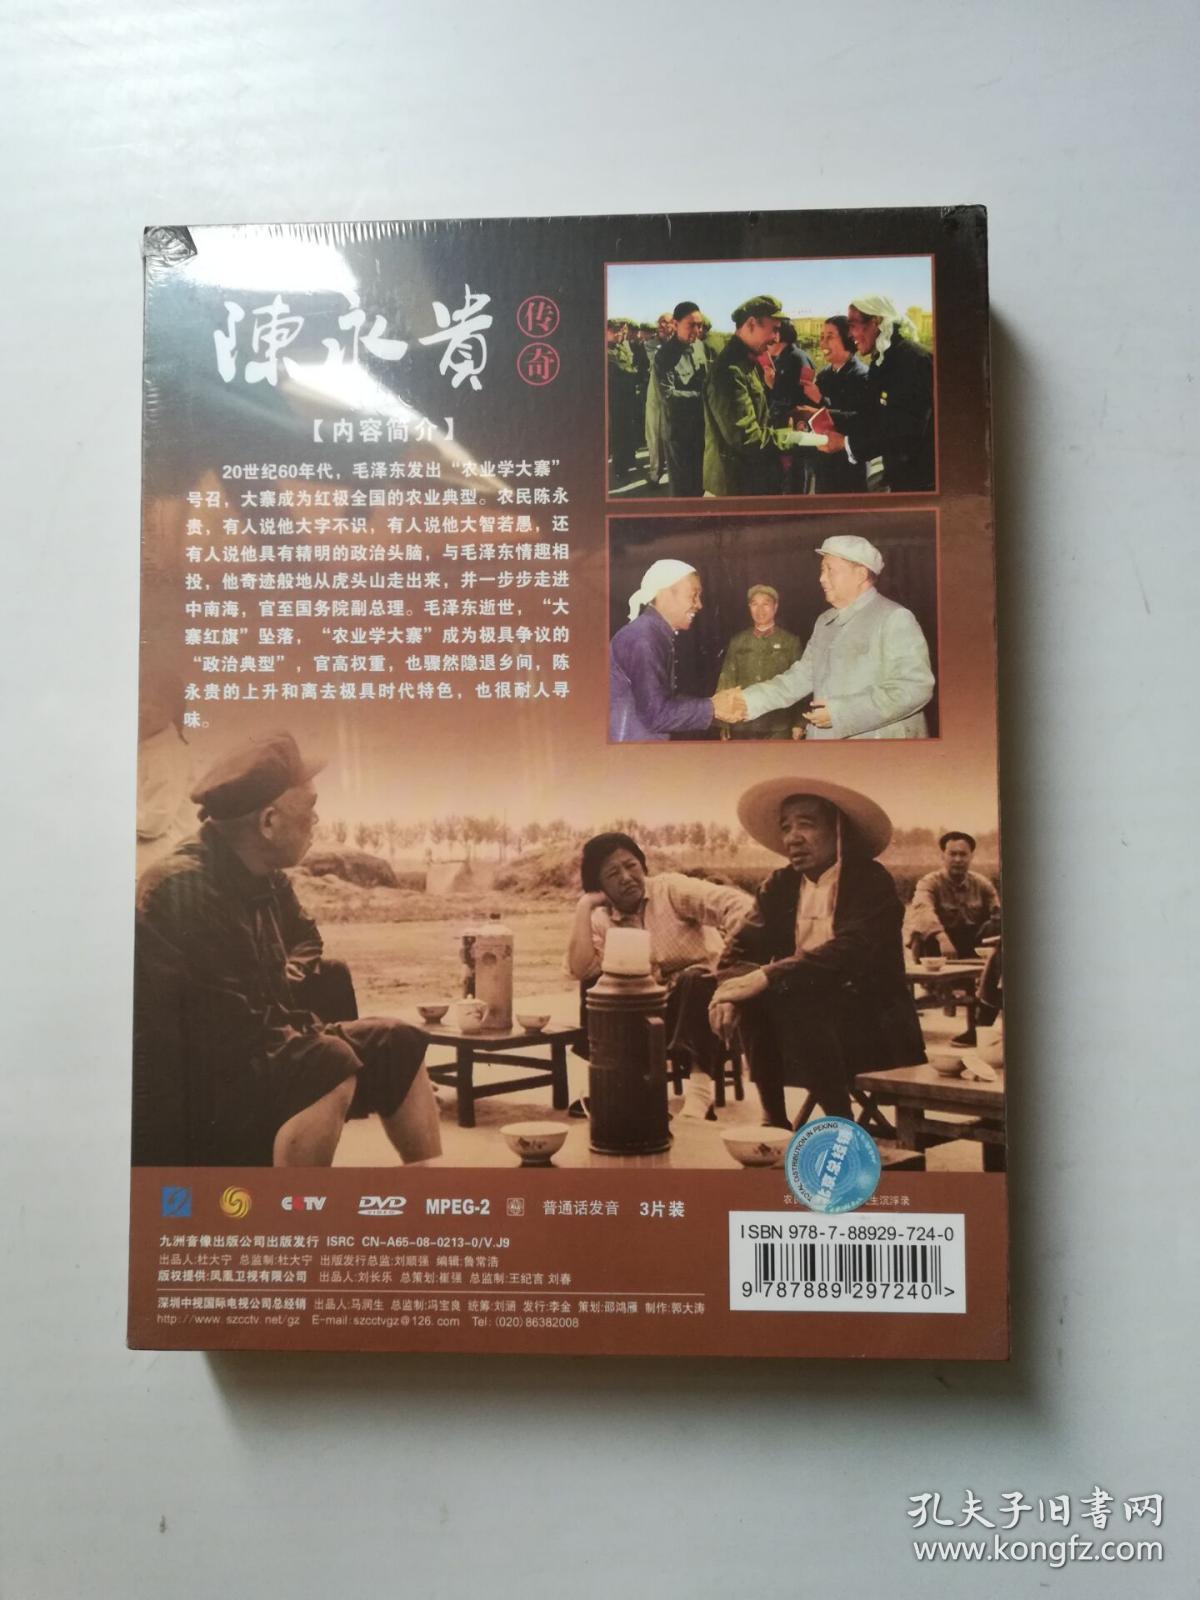 陳永貴 传奇
【内容简介】
20世纪60年代，毛泽东发出“农业学大寨”
号召，大寨成为红极全国的农业典型。农民陈永
贵，有人说他大字不识，有人说他大智若愚，还
有人说他具有精明的政治头脑，与毛泽东情趣相
投，他奇迹般地从虎头山走出来，并一步步走进
中南海，官至国务院副总理。毛泽东逝世，“大
寨红旗”坠落，“农业学大寨”成为极具争议的
“政治典型”，官高权重，也骤然隐退乡间，陈
永贵的上升和离去极具时代特色，也很耐人寻
味。
CCTV DVD VIDEO MPEG-2 普通话发音 3片装
TOTAL DISTRIBUTION IN PEKING
生沉浮录
九洲音像出版公司出版发行 ISRC CN-A65-08-0213-0/V.J9
出品人:杜大宁 总监制:杜大宁 出版发行总监:刘顺强 编辑:鲁常浩
版权提供:凤凰卫视有限公司 出品人:刘长乐 总策划:崔强 总监制:王纪言 刘春
深圳中视国际电视公司总经销 出品人:马润生 总监制:冯宝良 统筹:刘涵 发行:李金 策划:邵鸿雁 制作:郭大涛
http://www.szcctv.net/gz E-mail:szcctvgz@126.com Tel:(020)86382008
ISBN 978-7-88929-724-0
9 787889 297240 >
孔夫子旧书网
www.kongfz.com